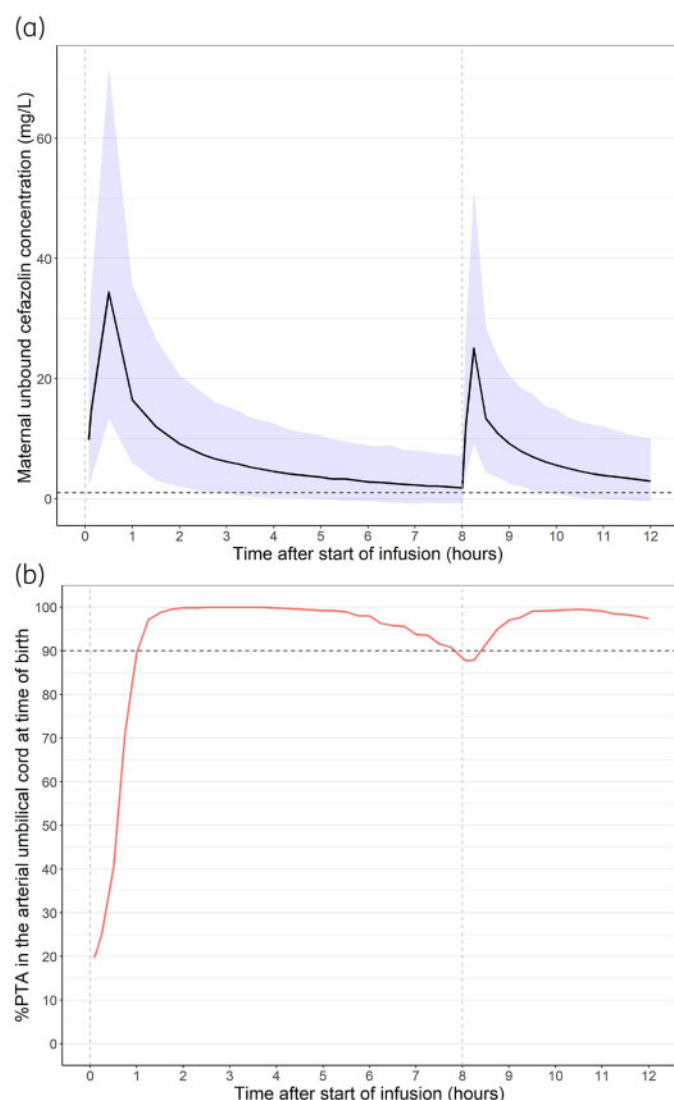 (a)
Maternal unbound cefazolin concentration (mg/L)
60
40
20
0
0 1 2 3 4 5 6 7 8 9 10 11 12
Time after start of infusion (hours)
(b)
%PTA in the arterial umbilical cord at time of birth
100
90
80
70
60
50
40
30
20
10
0
0 1 2 3 4 5 6 7 8 9 10 11 12
Time after start of infusion (hours)